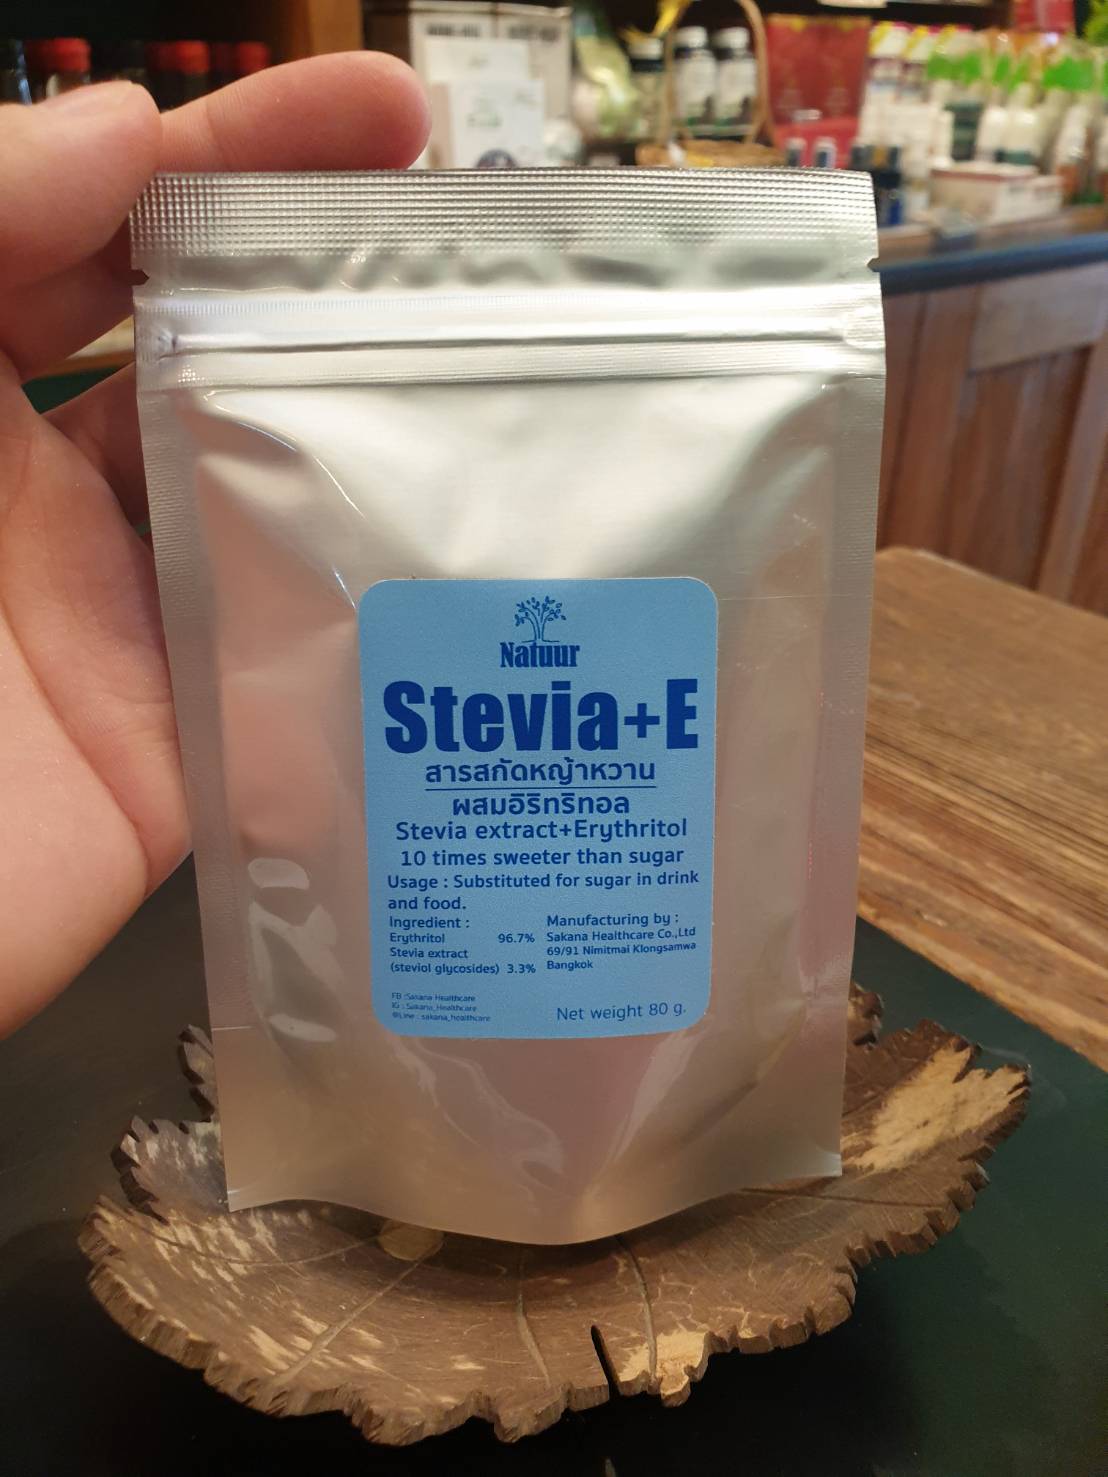 Natuur
Stevia+E
สารสกัดหญ้าหวาน
ผสมอิริทริทอล
Stevia extract+Erythritol
10 times sweeter than sugar
Usage : Substituted for sugar in drink
and food.
Ingredient :
Erythritol 96.7%
Stevia extract
(steviol glycosides) 3.3%
Manufacturing by :
Sakana Healthcare Co.,Ltd
69/91 Nimitmai Klongsamwa
Bangkok
FB :Sakana Healthcare
IG : Sakana_Healthcare
@Line : sakana_healthcare
Net weight 80 g.